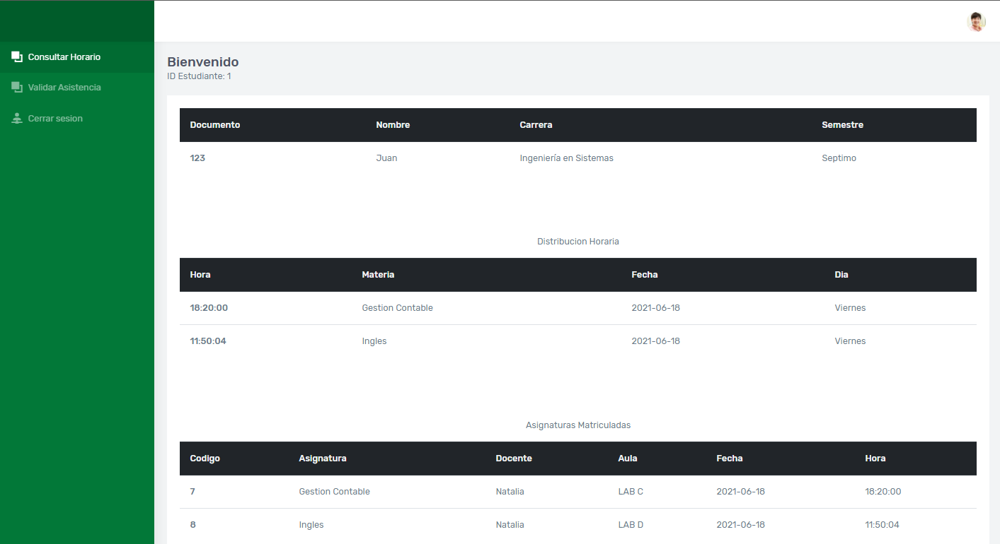 Consultar Horario
Validar Asistencia
Cerrar sesion
Bienvenido
ID Estudiante: 1
Documento Nombre Carrera Semestre
123 Juan Ingeniería en Sistemas Septimo
Distribucion Horaria
Hora Materia Fecha Dia
18:20:00 Gestion Contable 2021-06-18 Viernes
11:50:04 Ingles 2021-06-18 Viernes
Asignaturas Matriculadas
Codigo Asignatura Docente Aula Fecha Hora
7 Gestion Contable Natalia LAB C 2021-06-18 18:20:00
8 Ingles Natalia LAB D 2021-06-18 11:50:04